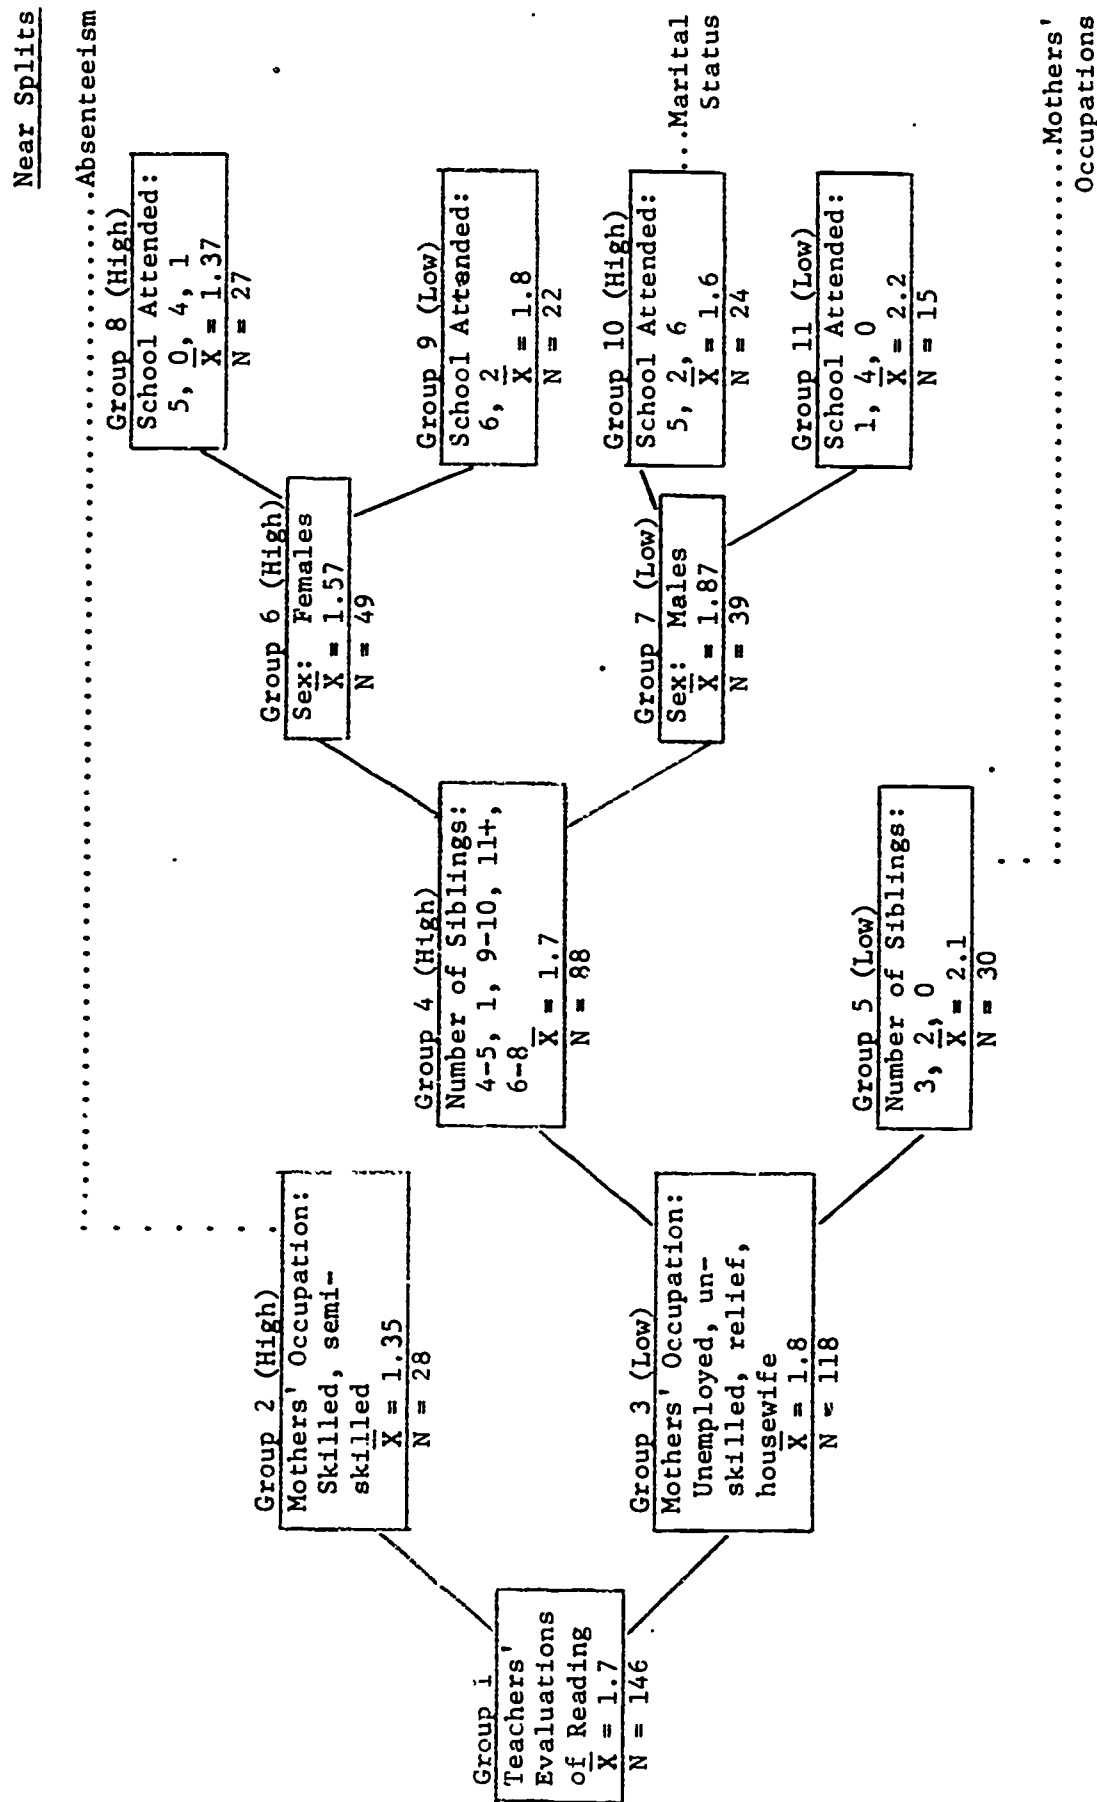 Near Splits
Group 1
Teachers'
Evaluations
of Reading
X̄ = 1.7
N = 146
Group 2 (High)
Mothers' Occupation:
Skilled, semi-
skilled
X̄ = 1.35
N = 28
Group 3 (Low)
Mothers' Occupation:
Unemployed, un-
skilled, relief,
housewife
X̄ = 1.8
N = 118
Group 4 (High)
Number of Siblings:
4-5, 1, 9-10, 11+,
6-8
X̄ = 1.7
N = 88
Group 5 (Low)
Number of Siblings:
3, 2, 0
X̄ = 2.1
N = 30
Group 6 (High)
Sex: Females
X̄ = 1.57
N = 49
Group 7 (Low)
Sex: Males
X̄ = 1.87
N = 39
Group 8 (High)
School Attended:
5, 0, 4, 1
X̄ = 1.37
N = 27
Group 9 (Low)
School Attended:
6, 2
X̄ = 1.8
N = 22
Group 10 (High)
School Attended:
5, 2, 6
X̄ = 1.6
N = 24
Group 11 (Low)
School Attended:
1, 4, 0
X̄ = 2.2
N = 15
Absenteeism
...Marital
Status
Mothers'
Occupations